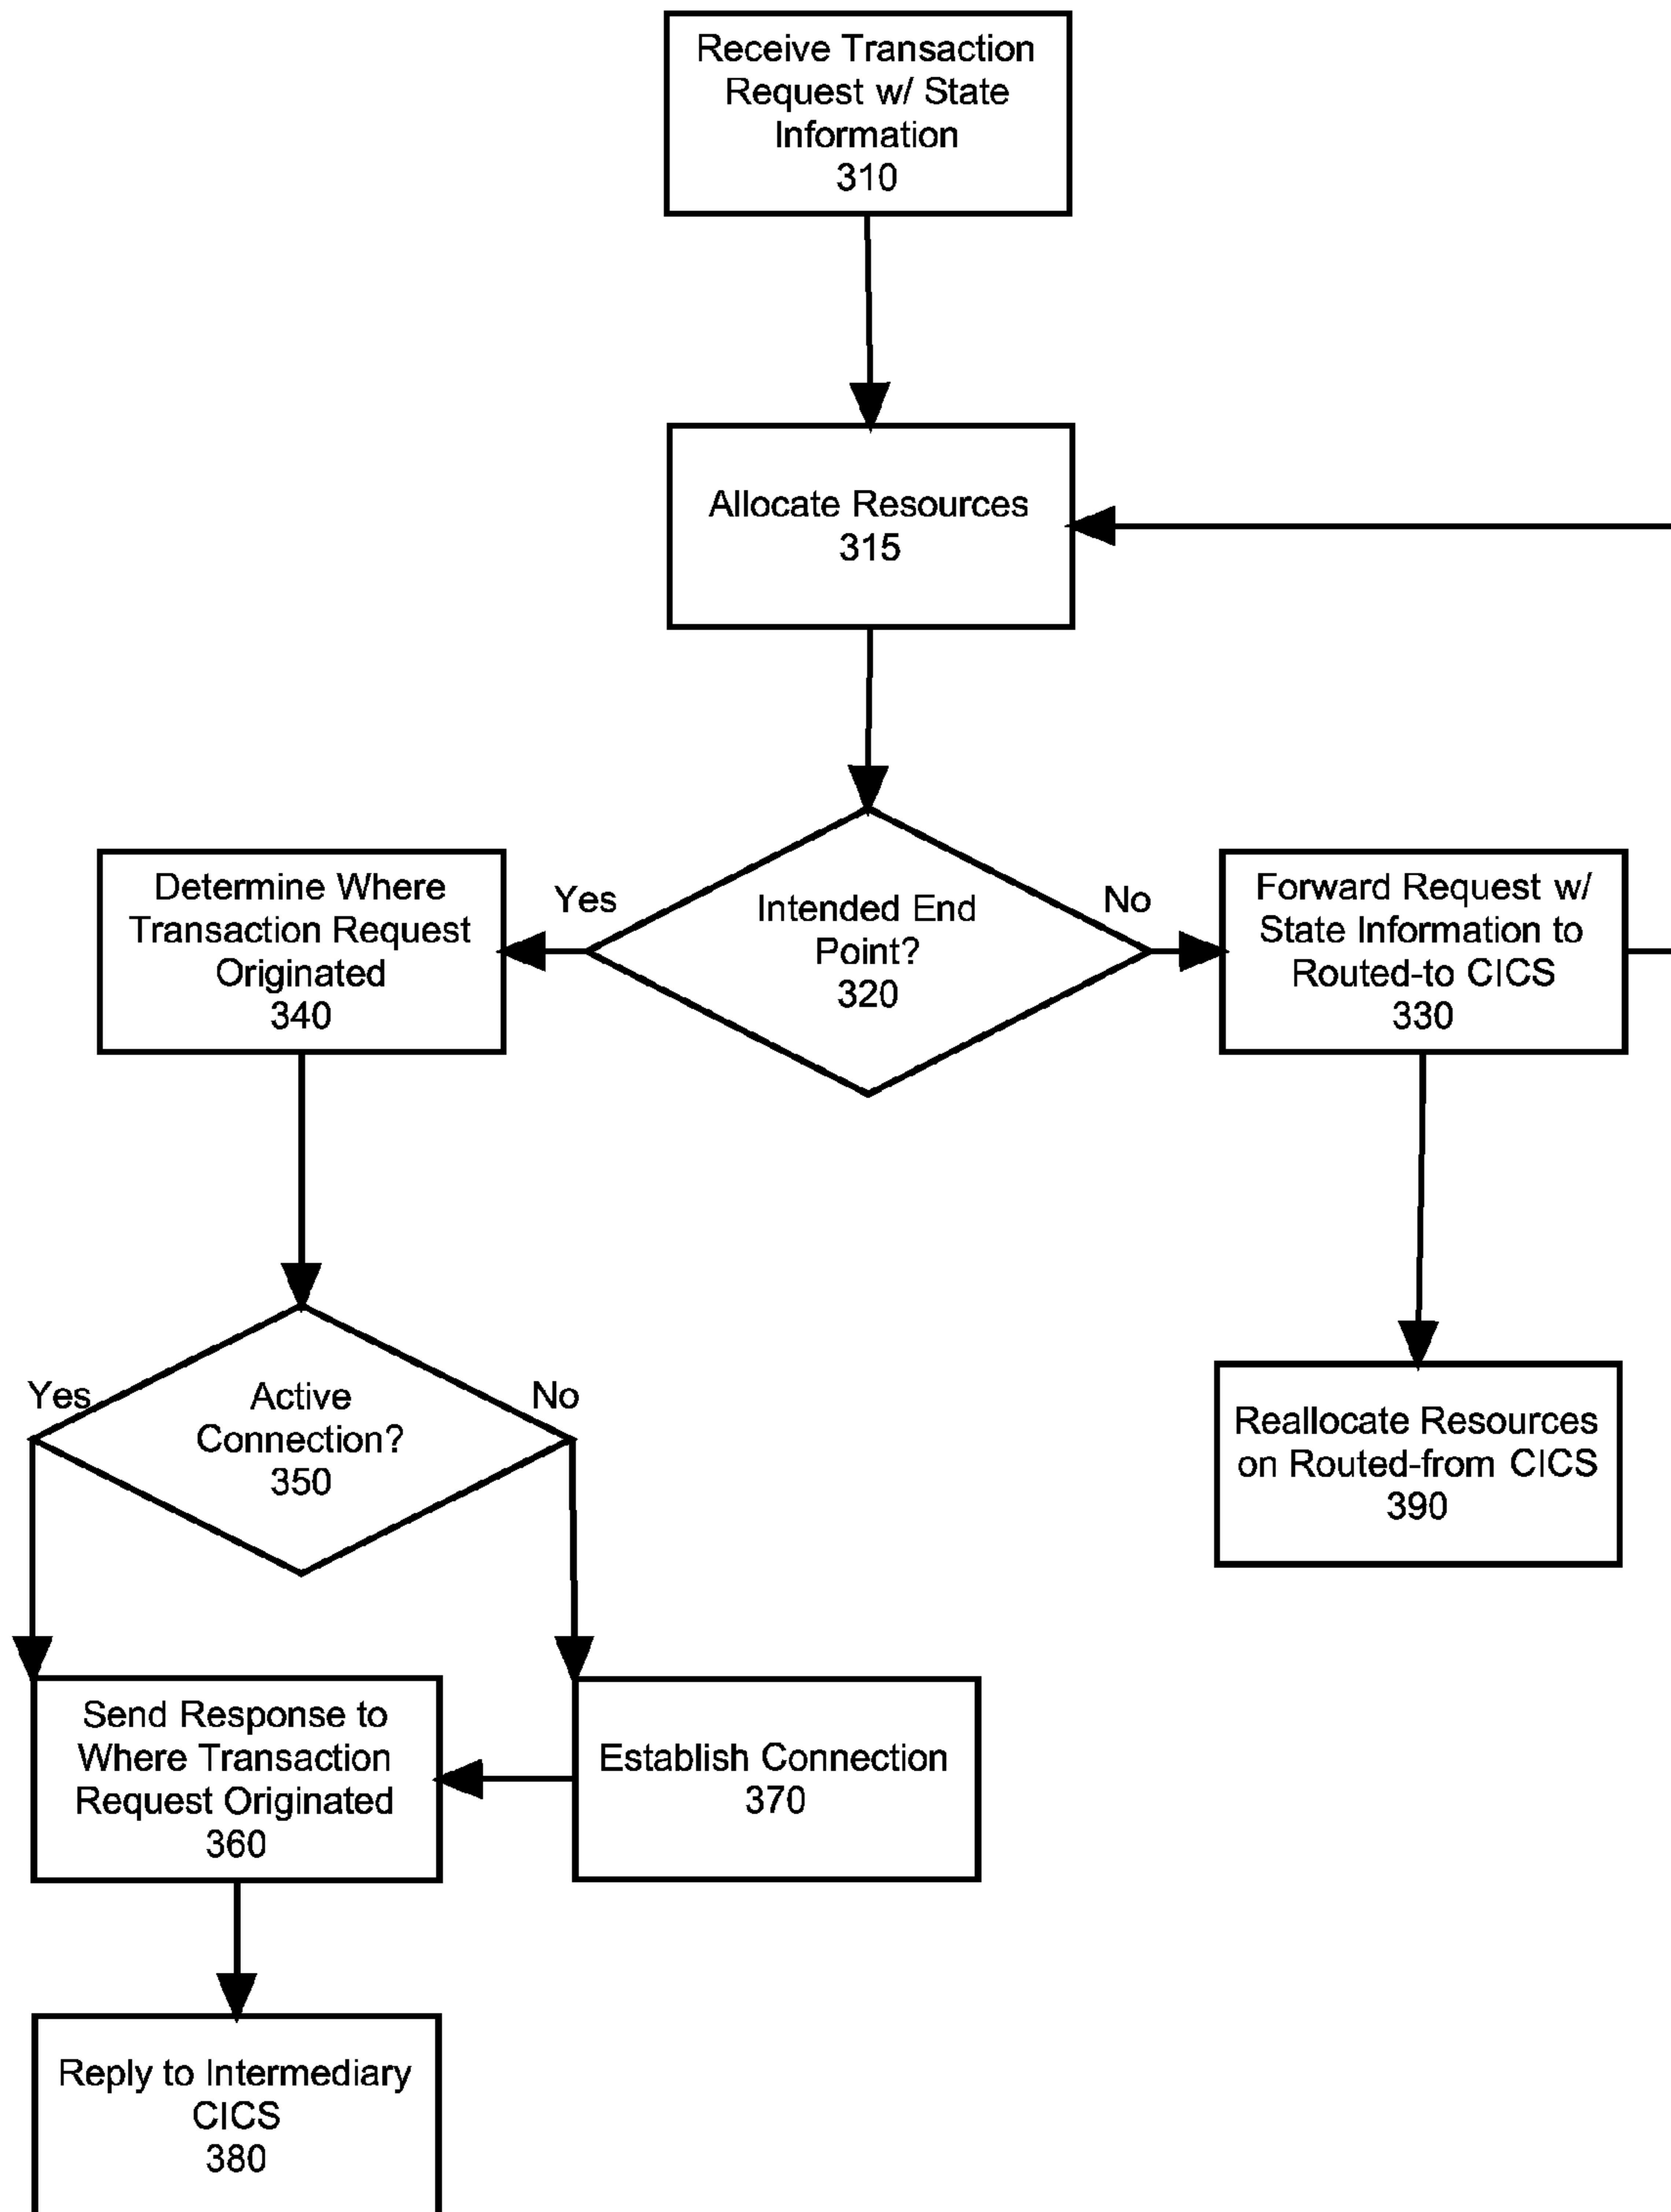 Receive Transaction
Request w/ State
Information
310
Allocate Resources
315
Determine Where
Transaction Request
Originated
340
Yes
Intended End
Point?
320
No
Forward Request w/
State Information to
Routed-to CICS
330
Yes
Active
Connection?
350
No
Reallocate Resources
on Routed-from CICS
390
Send Response to
Where Transaction
Request Originated
360
Establish Connection
370
Reply to Intermediary
CICS
380